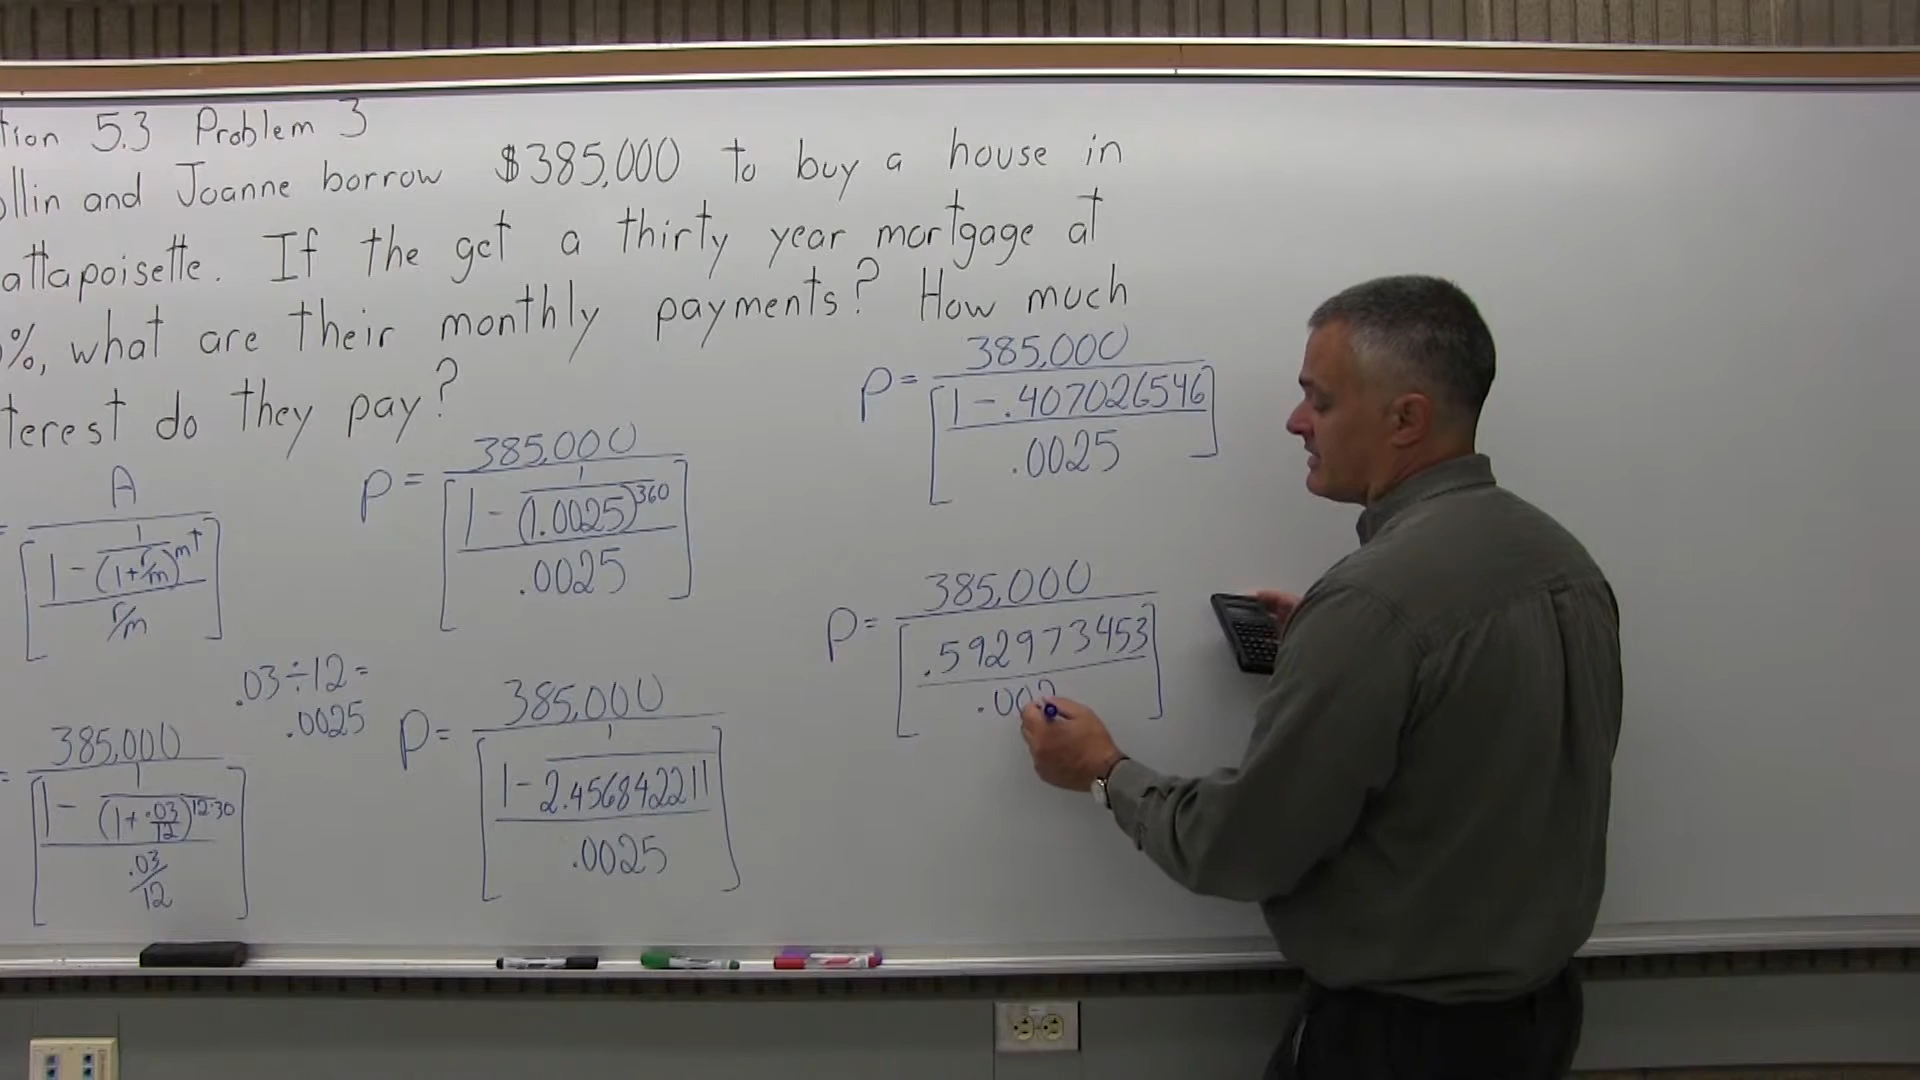 tion 5.3 Problem 3
ollin and Joanne borrow $385,000 to buy a house in
attapoisette. If the get a thirty year mortgage at
%, what are their monthly payments? How much
terest do they pay?
= A / [(1 - 1/(1+r/m)^mt) / (r/m)]
.03÷12=
.0025
= 385,000 / [(1 - 1/(1+.03/12)^12·30) / (.03/12)]
P = 385,000 / [(1 - 1/(1.0025)^360) / .0025]
P = 385,000 / [(1 - 1/2.456842211) / .0025]
P = 385,000 / [(1 - .407026546) / .0025]
P = 385,000 / [.592973453 / .002]